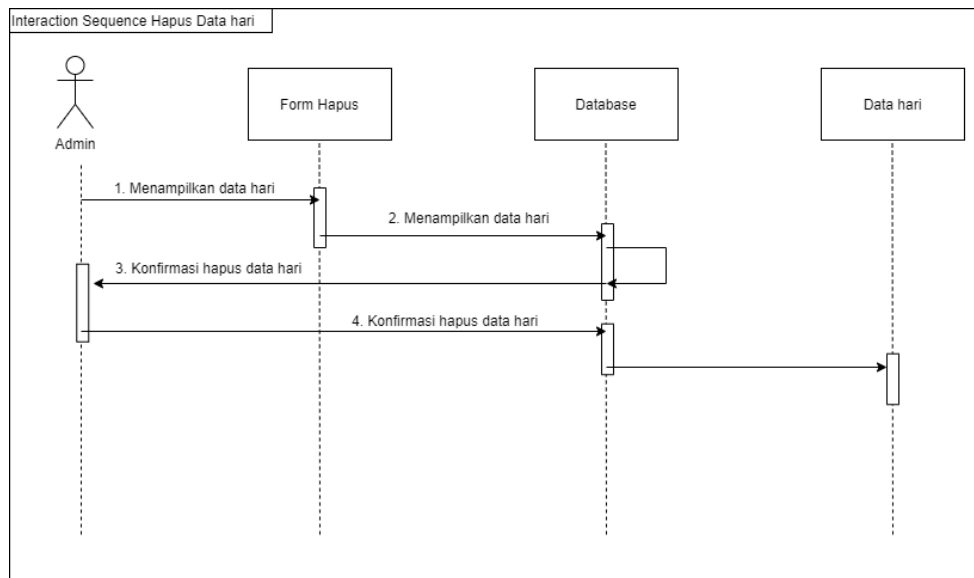 Interaction Sequence Hapus Data hari
Form Hapus
Database
Data hari
Admin
1. Menampilkan data hari
2. Menampilkan data hari
3. Konfirmasi hapus data hari
4. Konfirmasi hapus data hari